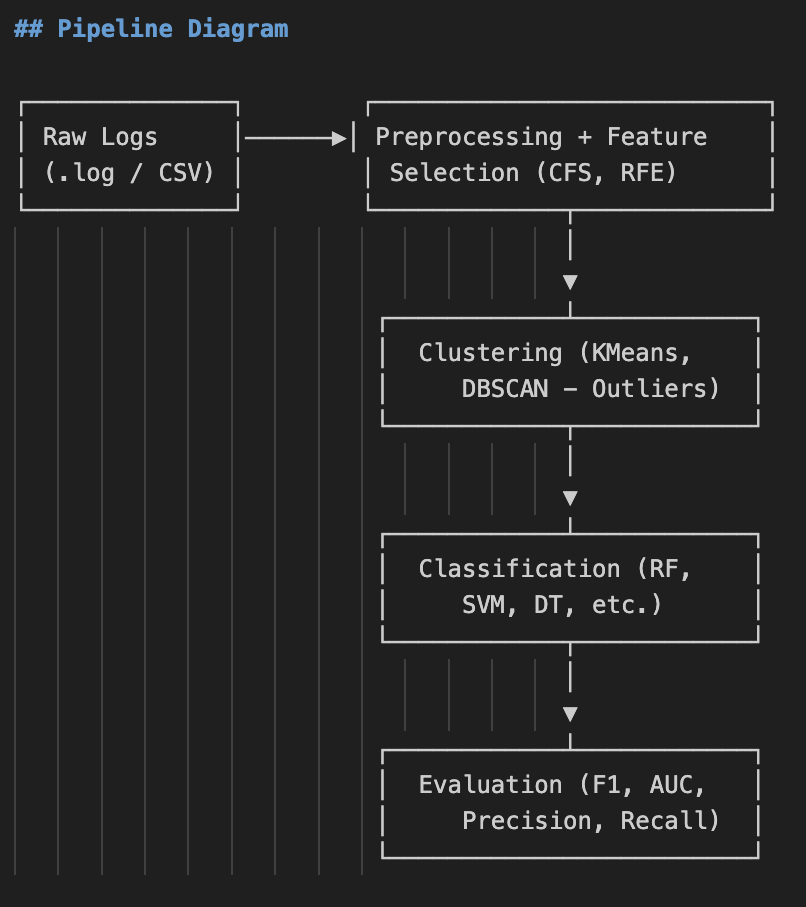 ## Pipeline Diagram
Raw Logs
(.log / CSV)
Preprocessing + Feature
Selection (CFS, RFE)
Clustering (KMeans,
DBSCAN – Outliers)
Classification (RF,
SVM, DT, etc.)
Evaluation (F1, AUC,
Precision, Recall)